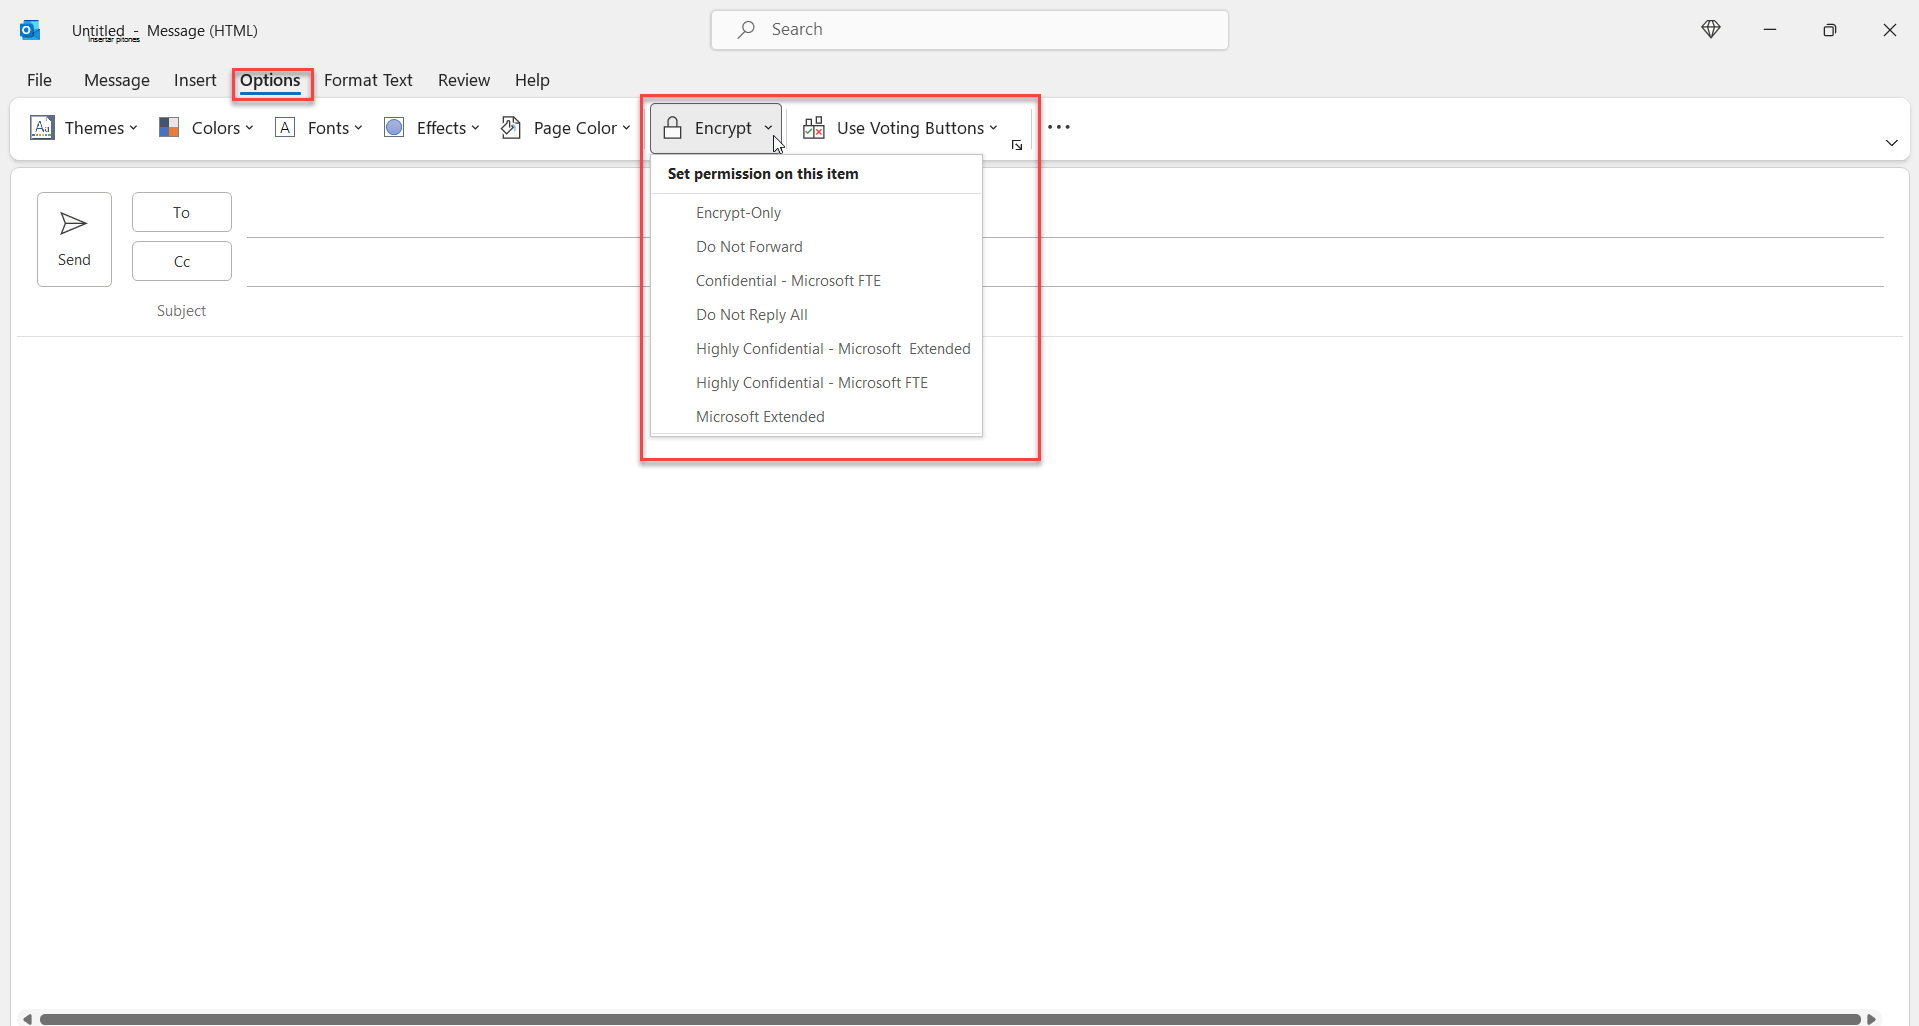 Untitled - Message (HTML)
Insertar pitones
Search
File Message Insert Options Format Text Review Help
Themes Colors Fonts Effects Page Color Encrypt Use Voting Buttons
Set permission on this item
Encrypt-Only
Do Not Forward
Confidential - Microsoft FTE
Do Not Reply All
Highly Confidential - Microsoft Extended
Highly Confidential - Microsoft FTE
Microsoft Extended
Send
To
Cc
Subject